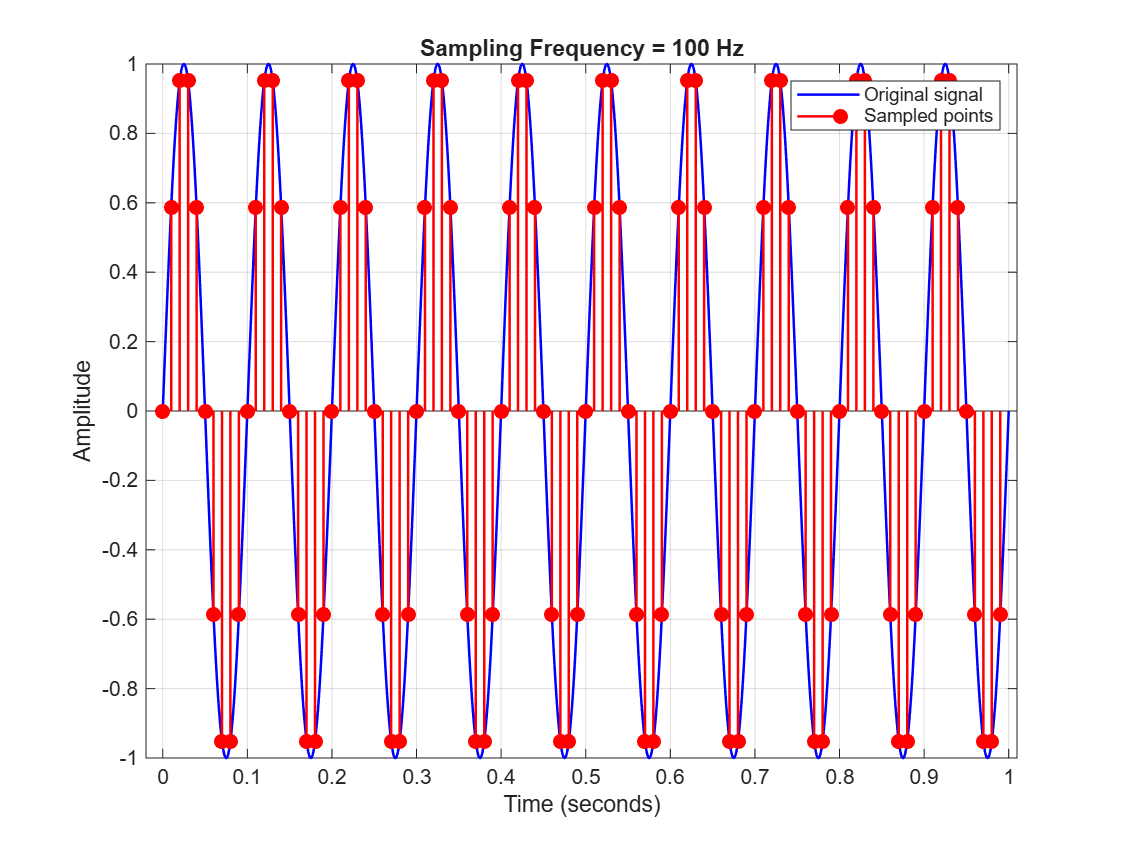 Sampling Frequency = 100 Hz
Original signal
Sampled points
1
0.8
0.6
0.4
0.2
0
-0.2
-0.4
-0.6
-0.8
-1
Amplitude
0 0.1 0.2 0.3 0.4 0.5 0.6 0.7 0.8 0.9 1
Time (seconds)